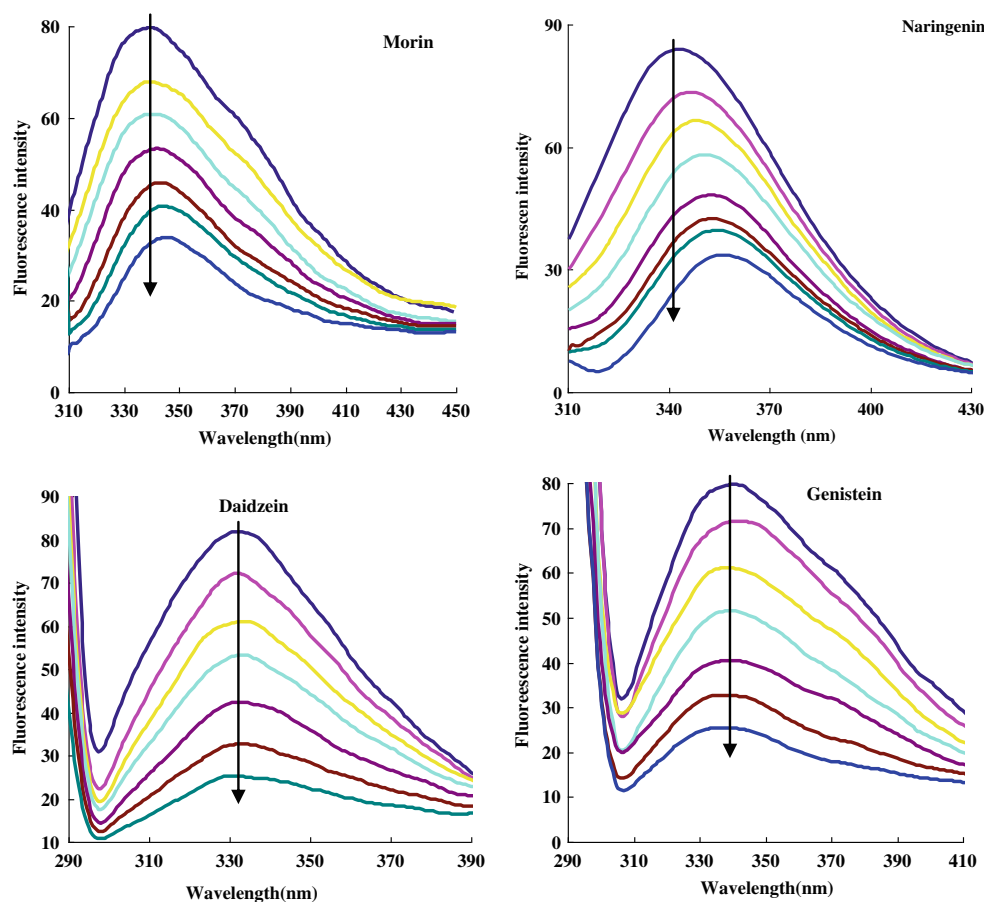 Morin
Fluorescence intensity
80
60
40
20
0
310 330 350 370 390 410 430 450
Wavelength(nm)
Naringenin
Fluorescen intensity
90
60
30
0
310 340 370 400 430
Wavelength (nm)
Daidzein
Fluorescence intensity
90
80
70
60
50
40
30
20
10
290 310 330 350 370 390
Wavelength(nm)
Genistein
Fluorescence intensity
80
70
60
50
40
30
20
10
0
290 310 330 350 370 390 410
Wavelength(nm)